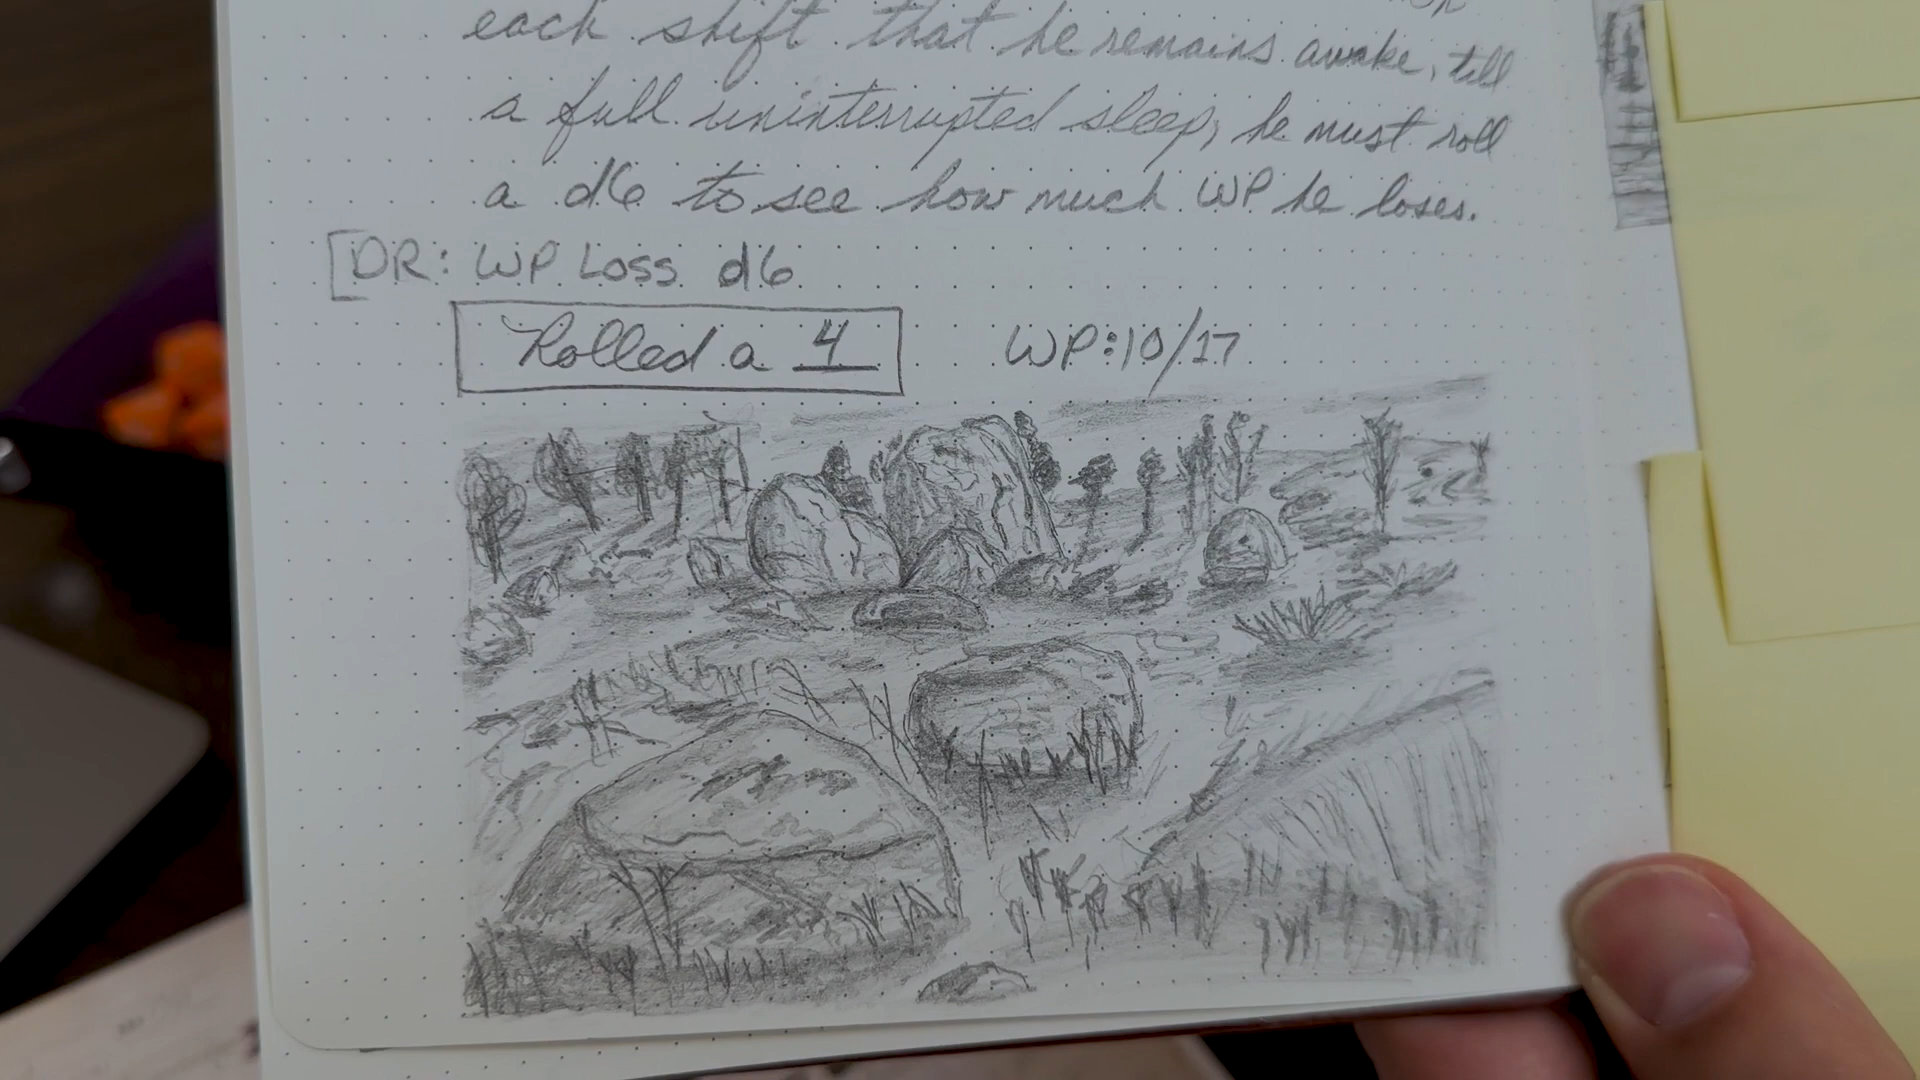 each shift that he remains awake, till
a full uninterrupted sleep, he must roll
a d6 to see how much WP he loses.
[DR: WP Loss d6
Rolled a 4
WP: 10/17